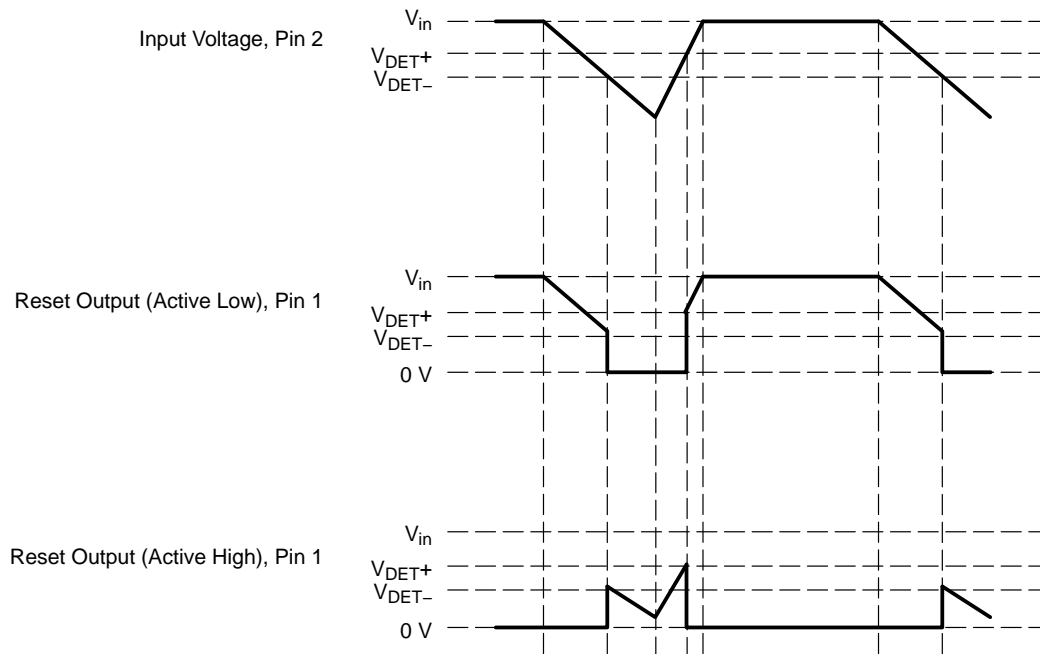 Input Voltage, Pin 2
Vin
VDET+
VDET–
Reset Output (Active Low), Pin 1
Vin
VDET+
VDET–
0 V
Reset Output (Active High), Pin 1
Vin
VDET+
VDET–
0 V